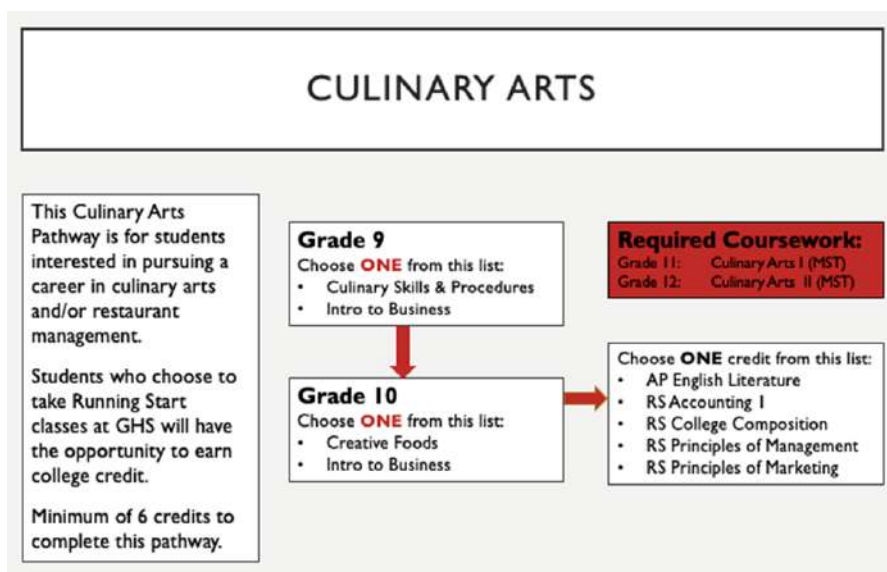 CULINARY ARTS
This Culinary Arts
Pathway is for students
interested in pursuing a
career in culinary arts
and/or restaurant
management.
Students who choose to
take Running Start
classes at GHS will have
the opportunity to earn
college credit.
Minimum of 6 credits to
complete this pathway.
Grade 9
Choose ONE from this list:
• Culinary Skills & Procedures
• Intro to Business
Grade 10
Choose ONE from this list:
• Creative Foods
• Intro to Business
Required Coursework:
Grade 11: Culinary Arts I (MST)
Grade 12: Culinary Arts II (MST)
Choose ONE credit from this list:
• AP English Literature
• RS Accounting I
• RS College Composition
• RS Principles of Management
• RS Principles of Marketing